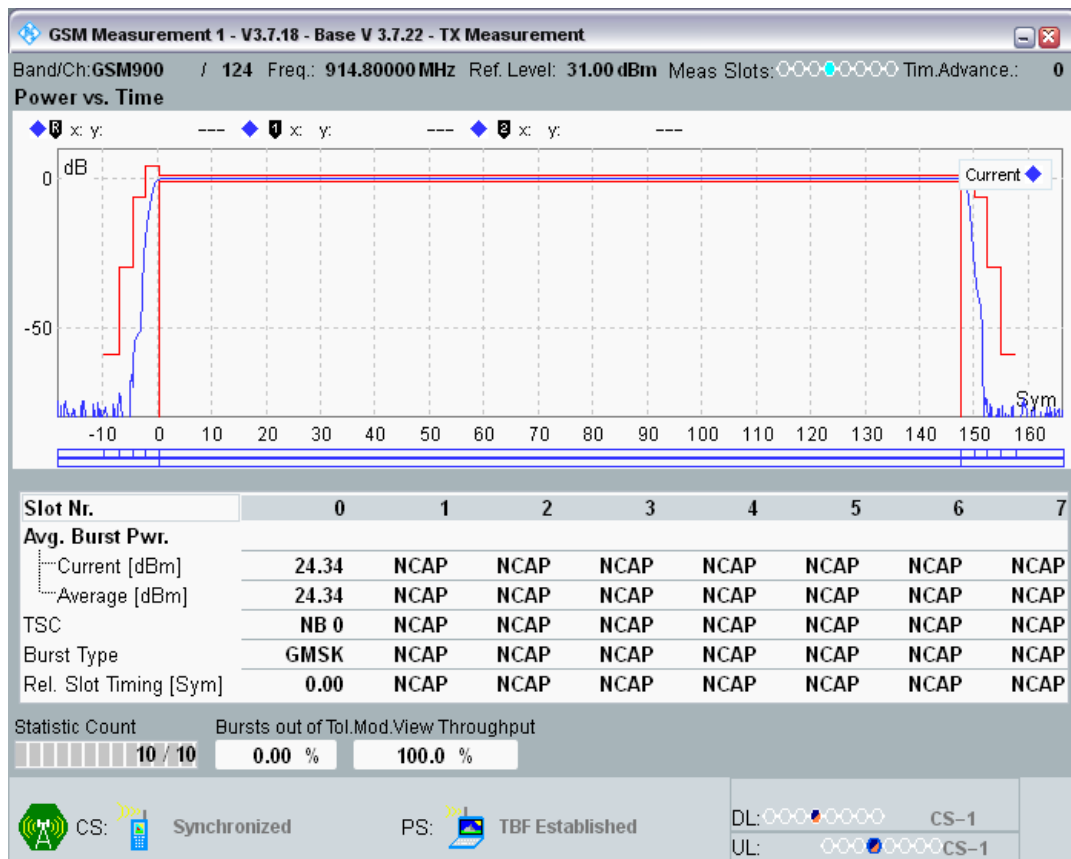 GSM Measurement 1 - V3.7.18 - Base V 3.7.22 - TX Measurement
Band/Ch:GSM900 / 124 Freq.: 914.80000 MHz Ref. Level: 31.00 dBm Meas Slots: Tim.Advance.: 0
Power vs. Time
R x: y: --- 1 x: y: --- 2 x: y: ---
dB
Current
0
-50
Sym
-10 0 10 20 30 40 50 60 70 80 90 100 110 120 130 140 150 160
Slot Nr. 0 1 2 3 4 5 6 7
Avg. Burst Pwr.
Current [dBm] 24.34 NCAP NCAP NCAP NCAP NCAP NCAP NCAP
Average [dBm] 24.34 NCAP NCAP NCAP NCAP NCAP NCAP NCAP
TSC NB 0 NCAP NCAP NCAP NCAP NCAP NCAP NCAP
Burst Type GMSK NCAP NCAP NCAP NCAP NCAP NCAP NCAP
Rel. Slot Timing [Sym] 0.00 NCAP NCAP NCAP NCAP NCAP NCAP NCAP
Statistic Count Bursts out of Tol.Mod.View Throughput
10 / 10 0.00 % 100.0 %
CS: Synchronized PS: TBF Established
DL: CS-1
UL: CS-1